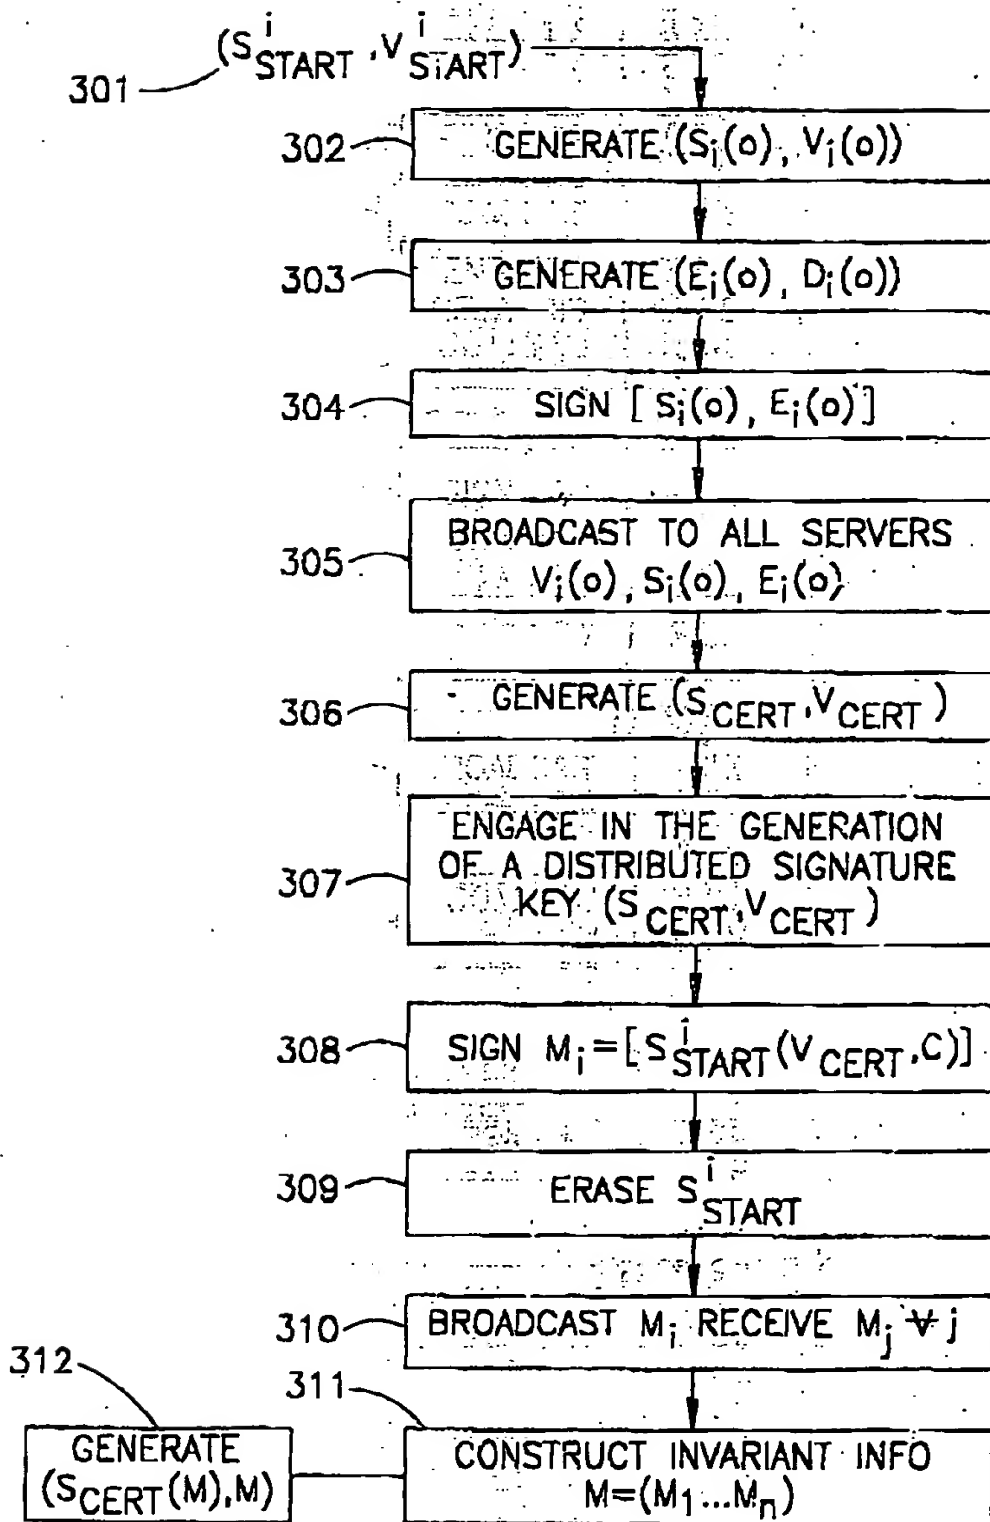 (S^i_START, V^i_START)
301
302 GENERATE (S_i(o), V_i(o))
303 GENERATE (E_i(o), D_i(o))
304 SIGN [S_i(o), E_i(o)]
305 BROADCAST TO ALL SERVERS
V_i(o), S_i(o), E_i(o)
306 GENERATE (S_CERT, V_CERT)
307 ENGAGE IN THE GENERATION
OF A DISTRIBUTED SIGNATURE
KEY (S_CERT, V_CERT)
308 SIGN M_i=[S^i_START(V_CERT, C)]
309 ERASE S^i_START
310 BROADCAST M_i RECEIVE M_j ∀ j
311 CONSTRUCT INVARIANT INFO
M=(M_1...M_n)
312 GENERATE
(S_CERT(M), M)